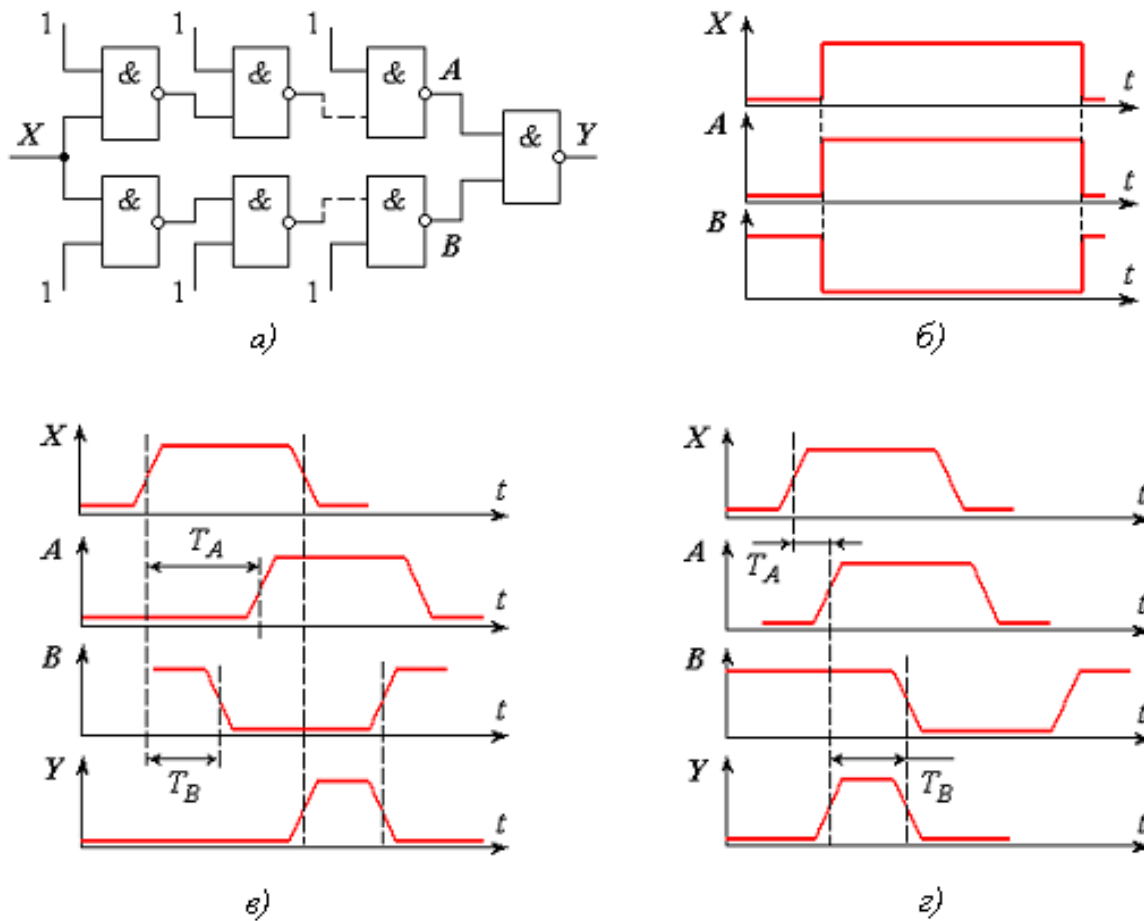 1 1 1
& & & A
X & Y
& & & B
1 1 1
а)
X t
A t
B t
б)
X t
A T_A t
B t
T_B
Y t
в)
X t
A T_A t
B t
Y T_B t
г)